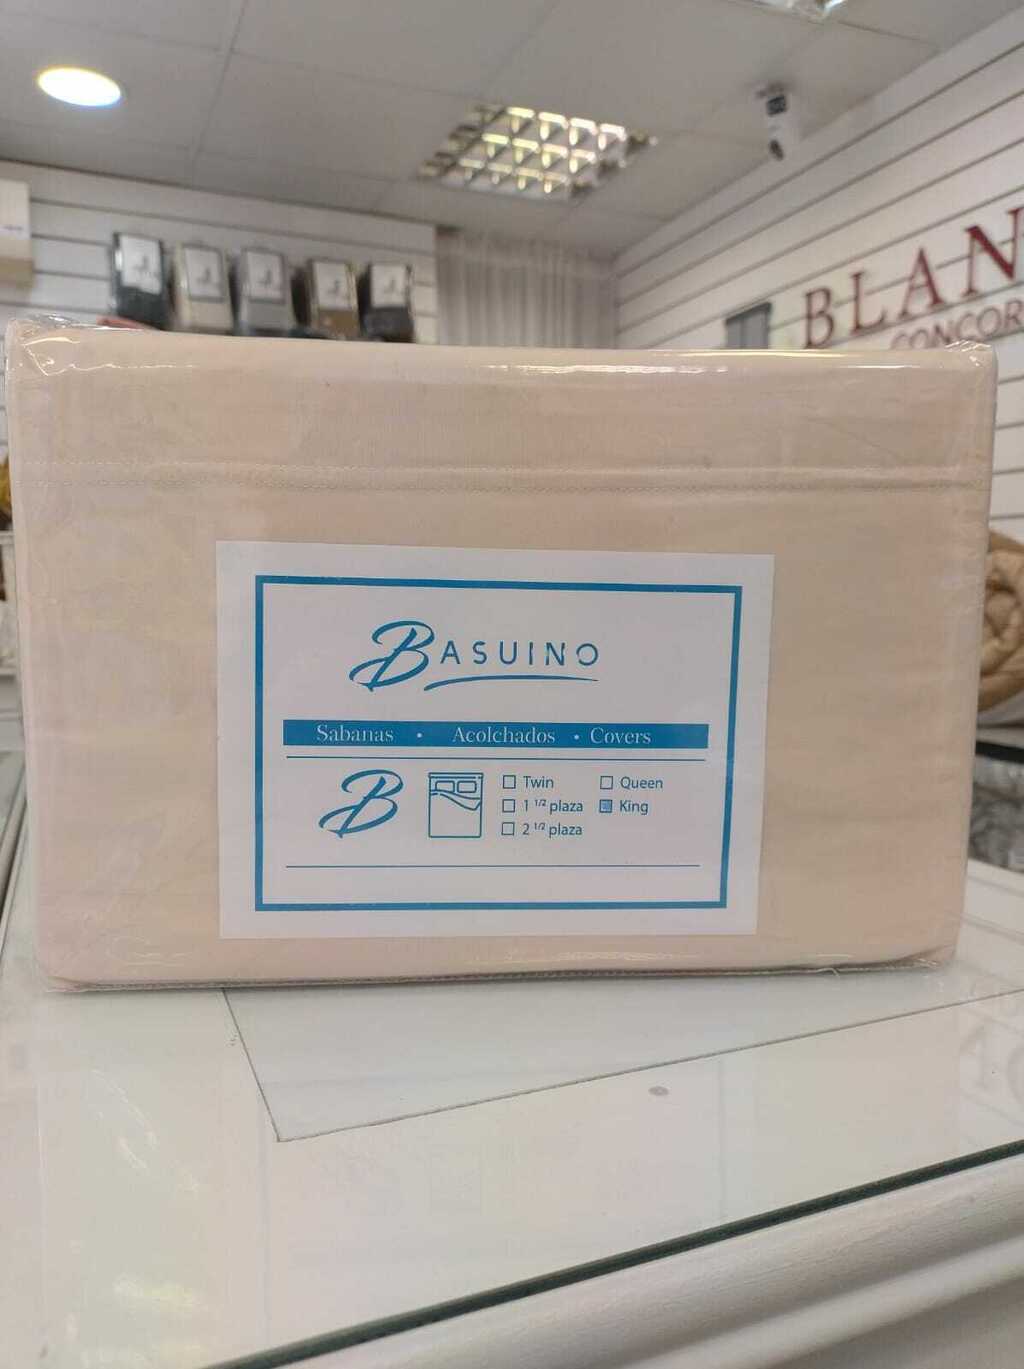 BLAN
CONCOR
BASUINO
Sabanas • Acolchados • Covers
B
Twin
Queen
1 1/2 plaza
King
2 1/2 plaza